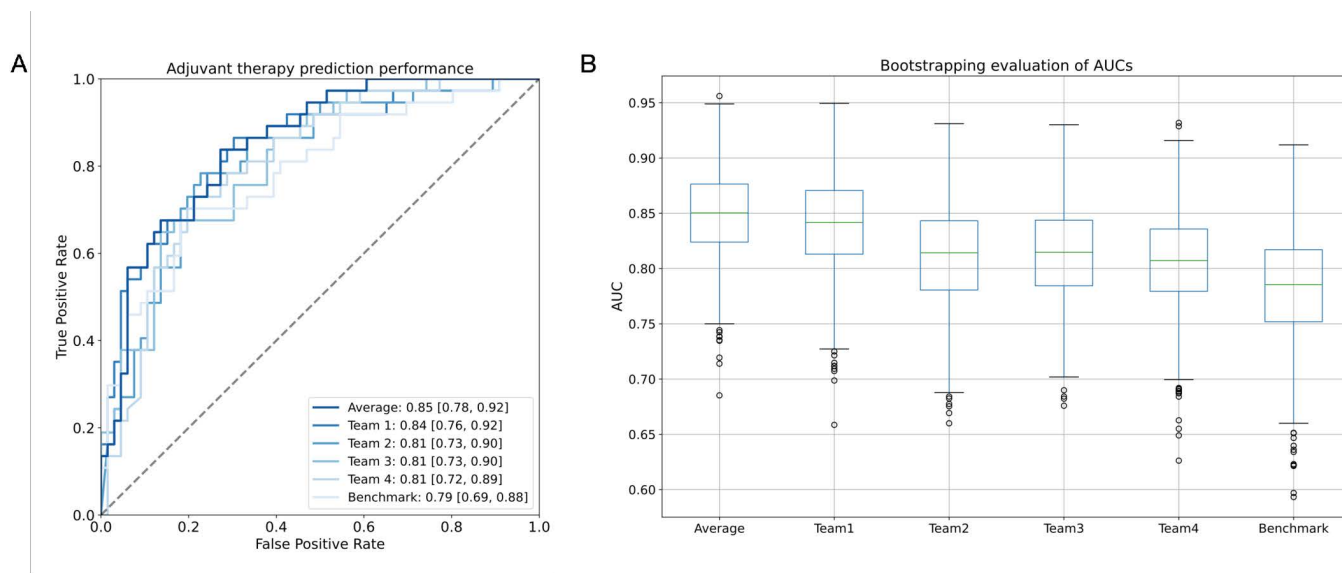 A
Adjuvant therapy prediction performance
1.0
0.8
0.6
0.4
0.2
0.0
True Positive Rate
0.0 0.2 0.4 0.6 0.8 1.0
False Positive Rate
Average: 0.85 [0.78, 0.92]
Team 1: 0.84 [0.76, 0.92]
Team 2: 0.81 [0.73, 0.90]
Team 3: 0.81 [0.73, 0.90]
Team 4: 0.81 [0.72, 0.89]
Benchmark: 0.79 [0.69, 0.88]
B
Bootstrapping evaluation of AUCs
0.95
0.90
0.85
0.80
0.75
0.70
0.65
0.60
AUC
Average Team1 Team2 Team3 Team4 Benchmark